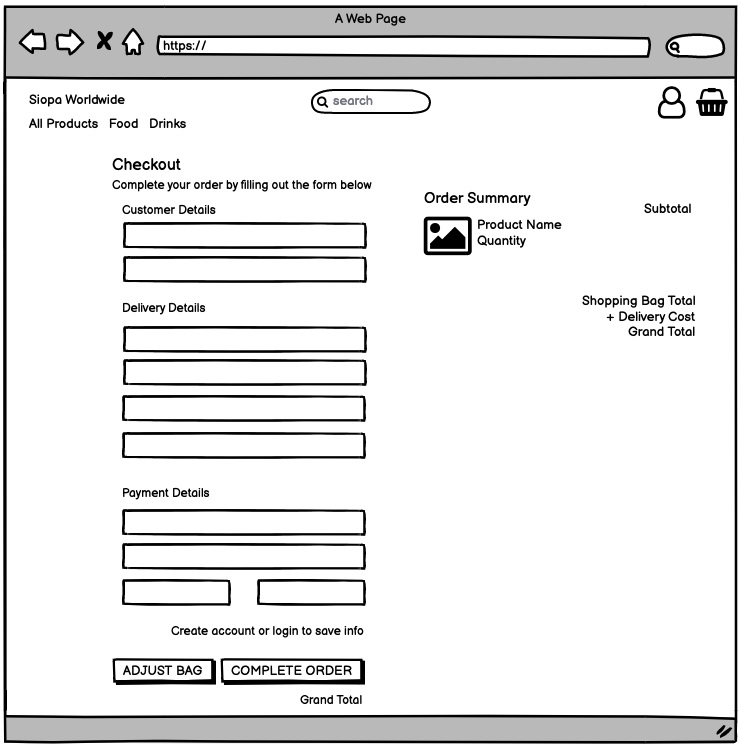 A Web Page
https://
Siopa Worldwide
search
All Products Food Drinks
Checkout
Complete your order by filling out the form below
Customer Details
Delivery Details
Payment Details
Create account or login to save info
ADJUST BAG
COMPLETE ORDER
Grand Total
Order Summary
Subtotal
Product Name
Quantity
Shopping Bag Total
+ Delivery Cost
Grand Total